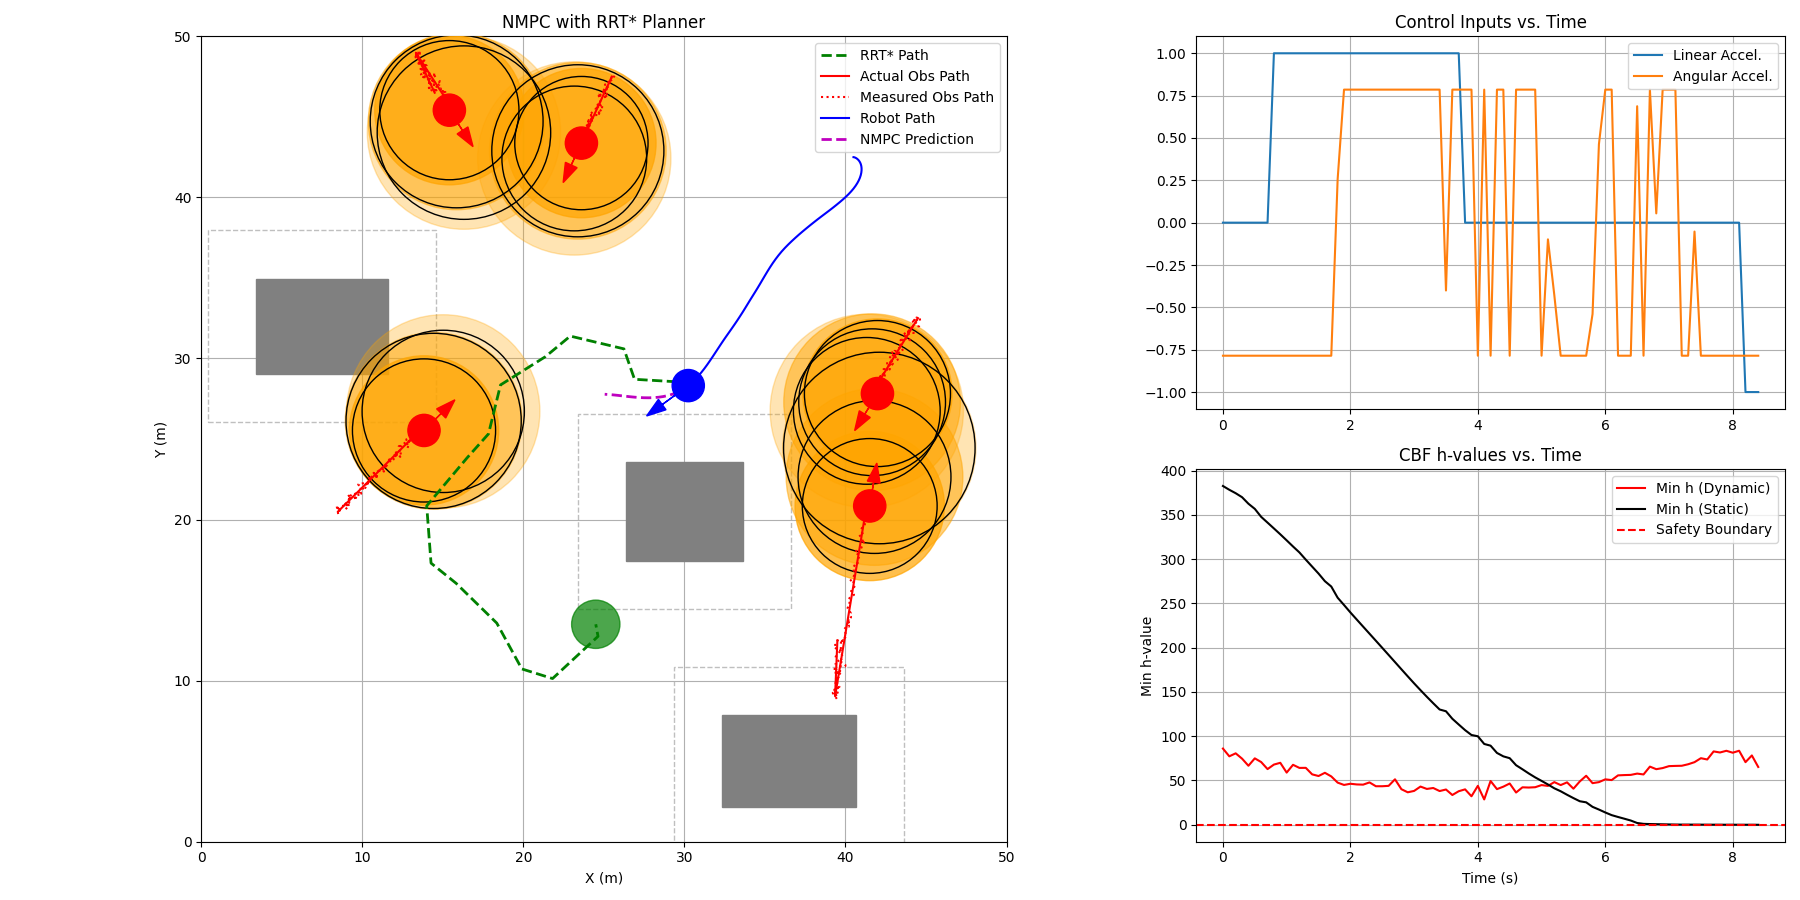 NMPC with RRT* Planner
50
40
30
20
10
0
Y (m)
0 10 20 30 40 50
X (m)
RRT* Path
Actual Obs Path
Measured Obs Path
Robot Path
NMPC Prediction
Control Inputs vs. Time
1.00
0.75
0.50
0.25
0.00
−0.25
−0.50
−0.75
−1.00
0 2 4 6 8
Linear Accel.
Angular Accel.
CBF h-values vs. Time
400
350
300
250
200
150
100
50
0
Min h-value
0 2 4 6 8
Time (s)
Min h (Dynamic)
Min h (Static)
Safety Boundary